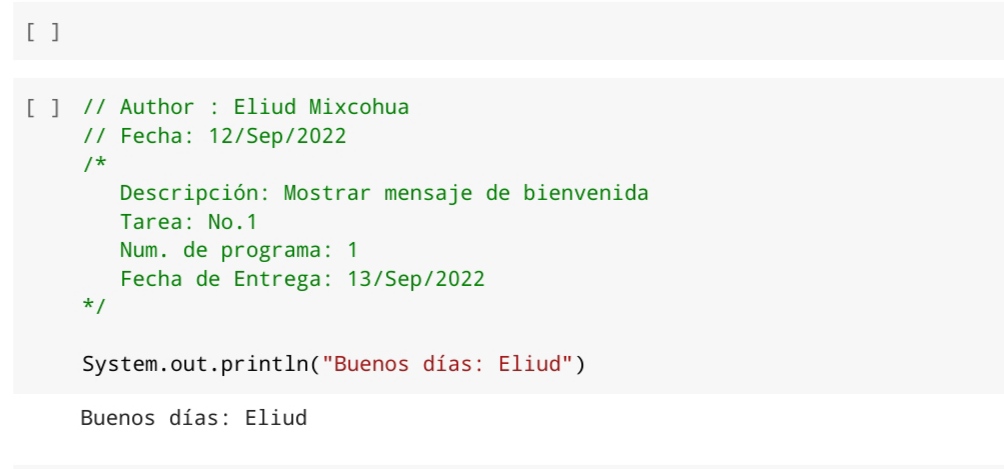 [ ]
[ ] // Author : Eliud Mixcohua
// Fecha: 12/Sep/2022
/*
Descripción: Mostrar mensaje de bienvenida
Tarea: No.1
Num. de programa: 1
Fecha de Entrega: 13/Sep/2022
*/
System.out.println("Buenos días: Eliud")
Buenos días: Eliud